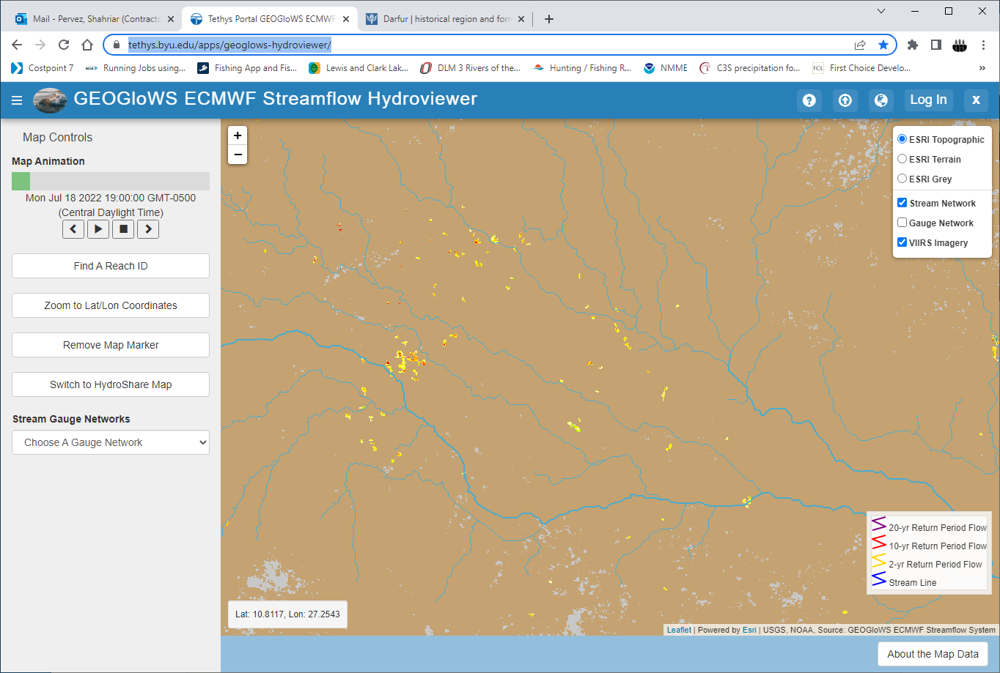 Mail - Pervez, Shahriar (Contracto
Tethys Portal GEOGloWS ECMWF
Darfur | historical region and form
tethys.byu.edu/apps/geoglows-hydroviewer/
Costpoint 7
Running Jobs using...
Fishing App and Fis...
Lewis and Clark Lak...
DLM 3 Rivers of the...
Hunting / Fishing R...
NMME
C3S precipitation fo...
FCL
First Choice Develo...
»
GEOGloWS ECMWF Streamflow Hydroviewer
Log In
X
Map Controls
Map Animation
Mon Jul 18 2022 19:00:00 GMT-0500
(Central Daylight Time)
Find A Reach ID
Zoom to Lat/Lon Coordinates
Remove Map Marker
Switch to HydroShare Map
Stream Gauge Networks
Choose A Gauge Network
+
−
ESRI Topographic
ESRI Terrain
ESRI Grey
Stream Network
Gauge Network
VIIRS Imagery
20-yr Return Period Flow
10-yr Return Period Flow
2-yr Return Period Flow
Stream Line
Lat: 10.8117, Lon: 27.2543
Leaflet | Powered by Esri | USGS, NOAA, Source: GEOGloWS ECMWF Streamflow System
About the Map Data